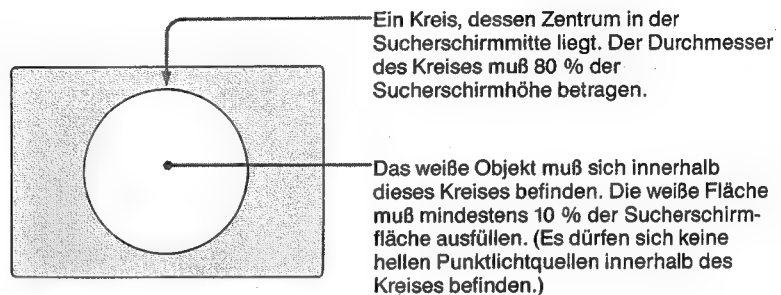 Ein Kreis, dessen Zentrum in der
Sucherschirmmitte liegt. Der Durchmesser
des Kreises muß 80 % der
Sucherschirmhöhe betragen.
Das weiße Objekt muß sich innerhalb
dieses Kreises befinden. Die weiße Fläche
muß mindestens 10 % der Sucherschirm-
fläche ausfüllen. (Es dürfen sich keine
hellen Punktlichtquellen innerhalb des
Kreises befinden.)